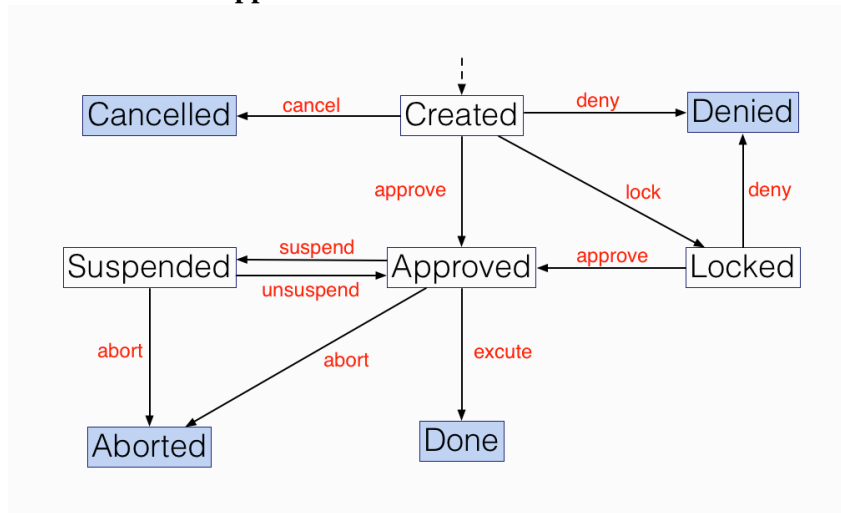 cancel
deny
Cancelled
Created
Denied
approve
lock
deny
suspend
approve
Suspended
Approved
Locked
unsuspend
abort
abort
excute
Aborted
Done